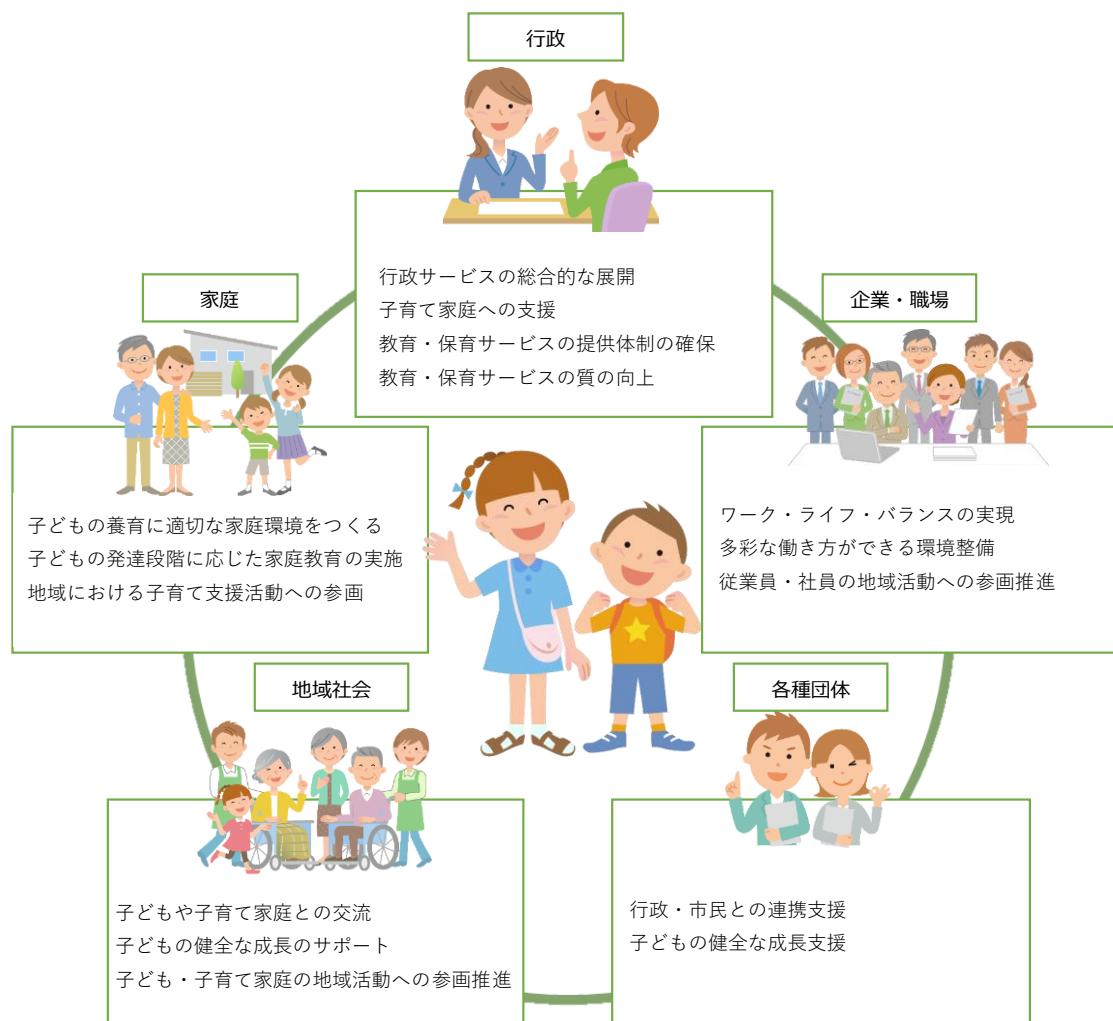 行政
行政サービスの総合的な展開
子育て家庭への支援
教育・保育サービスの提供体制の確保
教育・保育サービスの質の向上
家庭
子どもの養育に適切な家庭環境をつくる
子どもの発達段階に応じた家庭教育の実施
地域における子育て支援活動への参画
企業・職場
ワーク・ライフ・バランスの実現
多彩な働き方ができる環境整備
従業員・社員の地域活動への参画推進
地域社会
子どもや子育て家庭との交流
子どもの健全な成長のサポート
子ども・子育て家庭の地域活動への参画推進
各種団体
行政・市民との連携支援
子どもの健全な成長支援